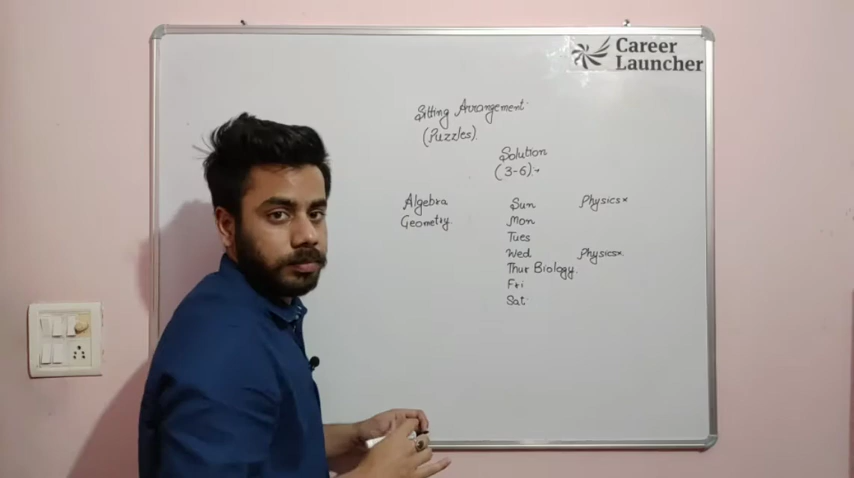 Career
Launcher
Sitting Arrangement
(Puzzles)
Solution
(3-6):→
Algebra
Geometry
Sun Physics×
Mon
Tues
Wed Physics×
Thur Biology.
Fri
Sat